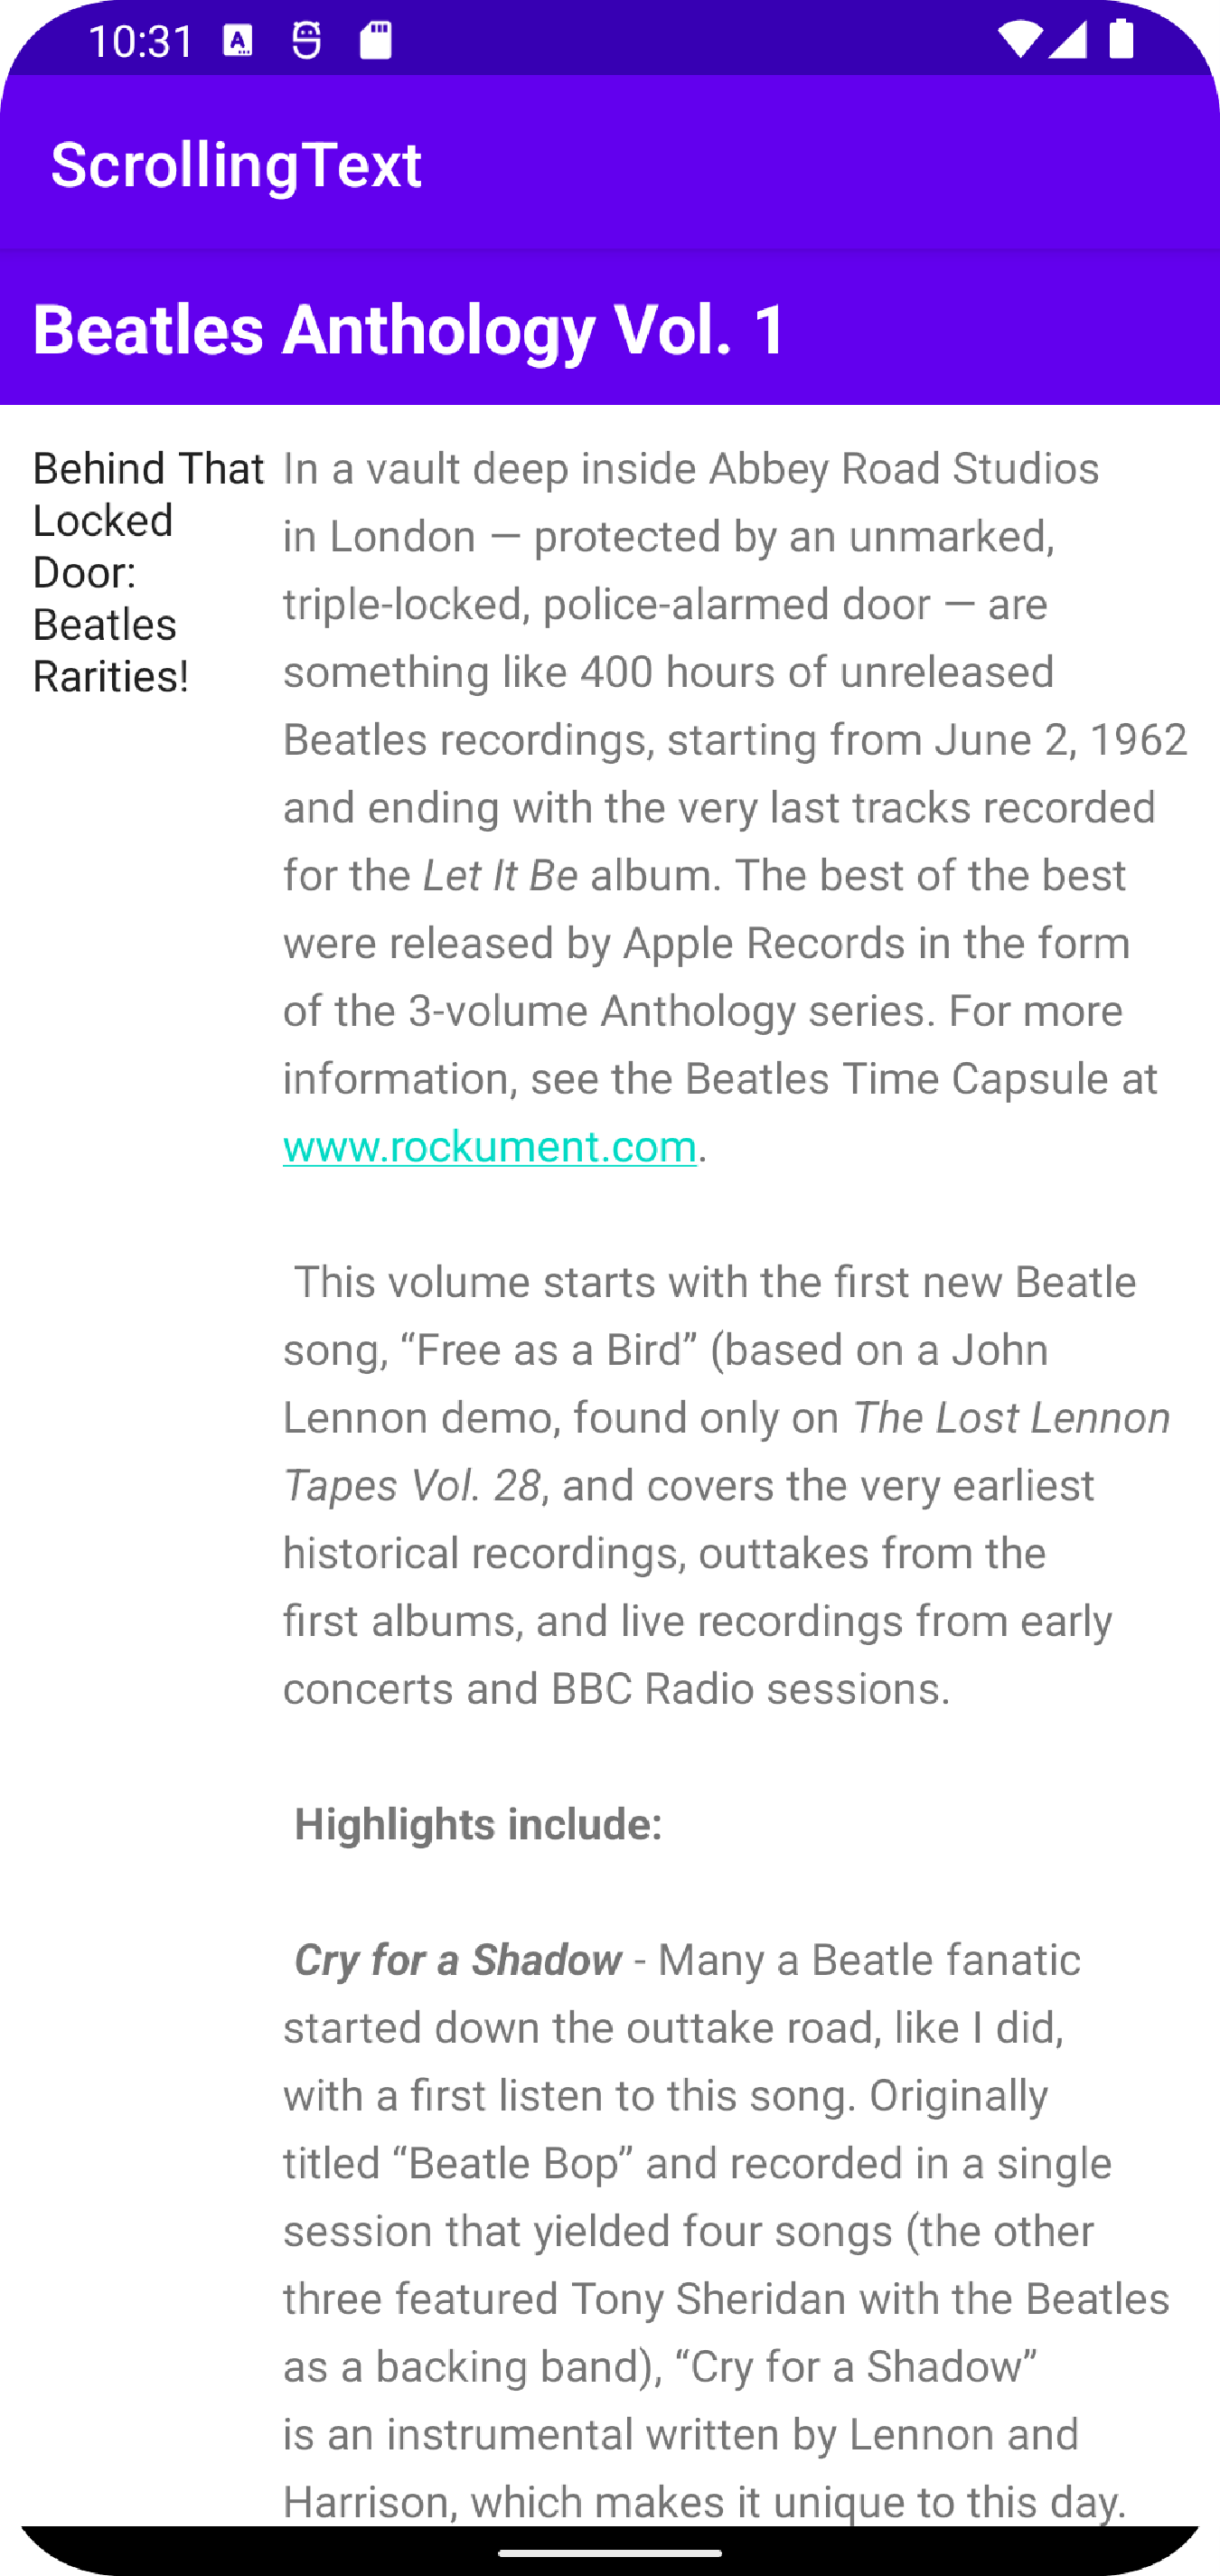 10:31
ScrollingText
Beatles Anthology Vol. 1
Behind That
Locked
Door:
Beatles
Rarities!
In a vault deep inside Abbey Road Studios
in London — protected by an unmarked,
triple-locked, police-alarmed door — are
something like 400 hours of unreleased
Beatles recordings, starting from June 2, 1962
and ending with the very last tracks recorded
for the Let It Be album. The best of the best
were released by Apple Records in the form
of the 3-volume Anthology series. For more
information, see the Beatles Time Capsule at
www.rockument.com.
This volume starts with the first new Beatle
song, “Free as a Bird” (based on a John
Lennon demo, found only on The Lost Lennon
Tapes Vol. 28, and covers the very earliest
historical recordings, outtakes from the
first albums, and live recordings from early
concerts and BBC Radio sessions.
Highlights include:
Cry for a Shadow - Many a Beatle fanatic
started down the outtake road, like I did,
with a first listen to this song. Originally
titled “Beatle Bop” and recorded in a single
session that yielded four songs (the other
three featured Tony Sheridan with the Beatles
as a backing band), “Cry for a Shadow”
is an instrumental written by Lennon and
Harrison, which makes it unique to this day.